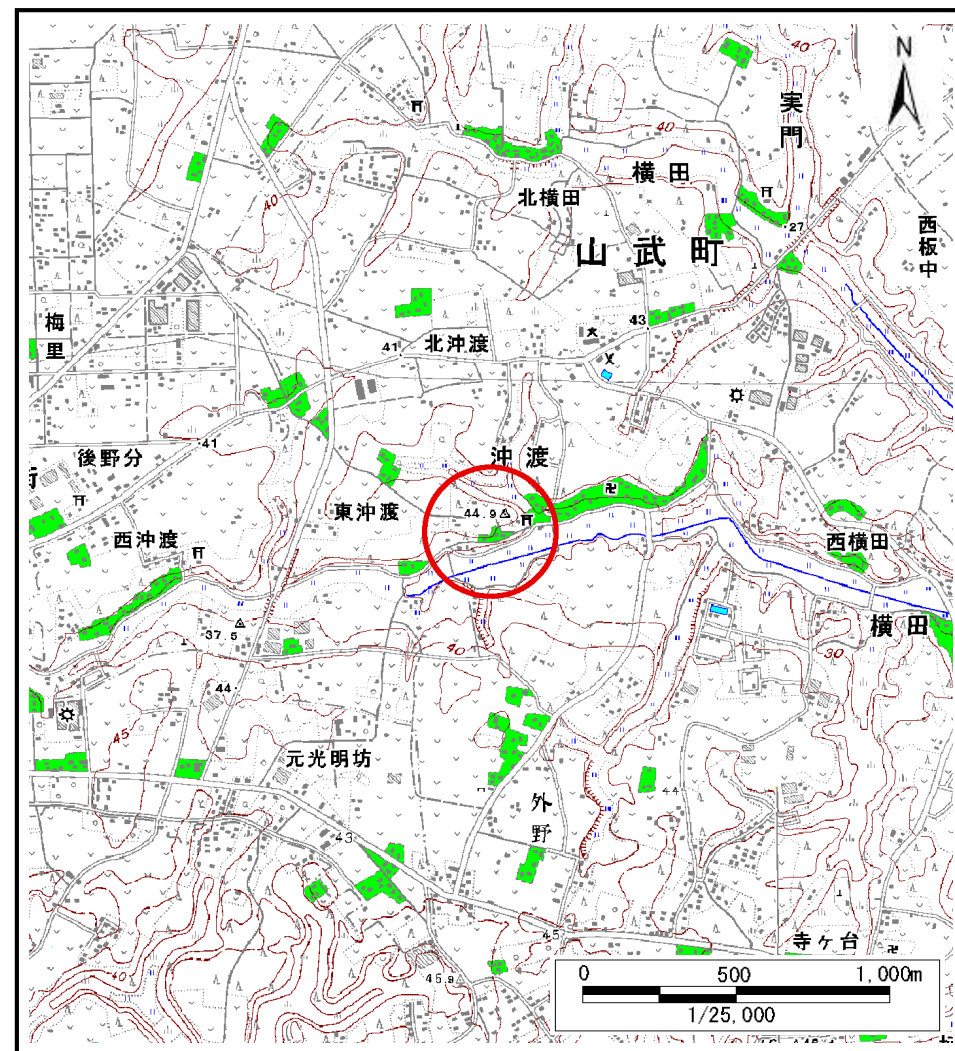 N
40
実門
40
横田
北横田
27
西板中
山武町
梅里
43
41
北沖渡
41
後野分
沖渡
44.9
東沖渡
西沖渡
西横田
37.5
横田
40
30
44
45
元光明坊
44
外野
43
45
寺ヶ台
40
45.9
0 500 1,000m
1/25,000